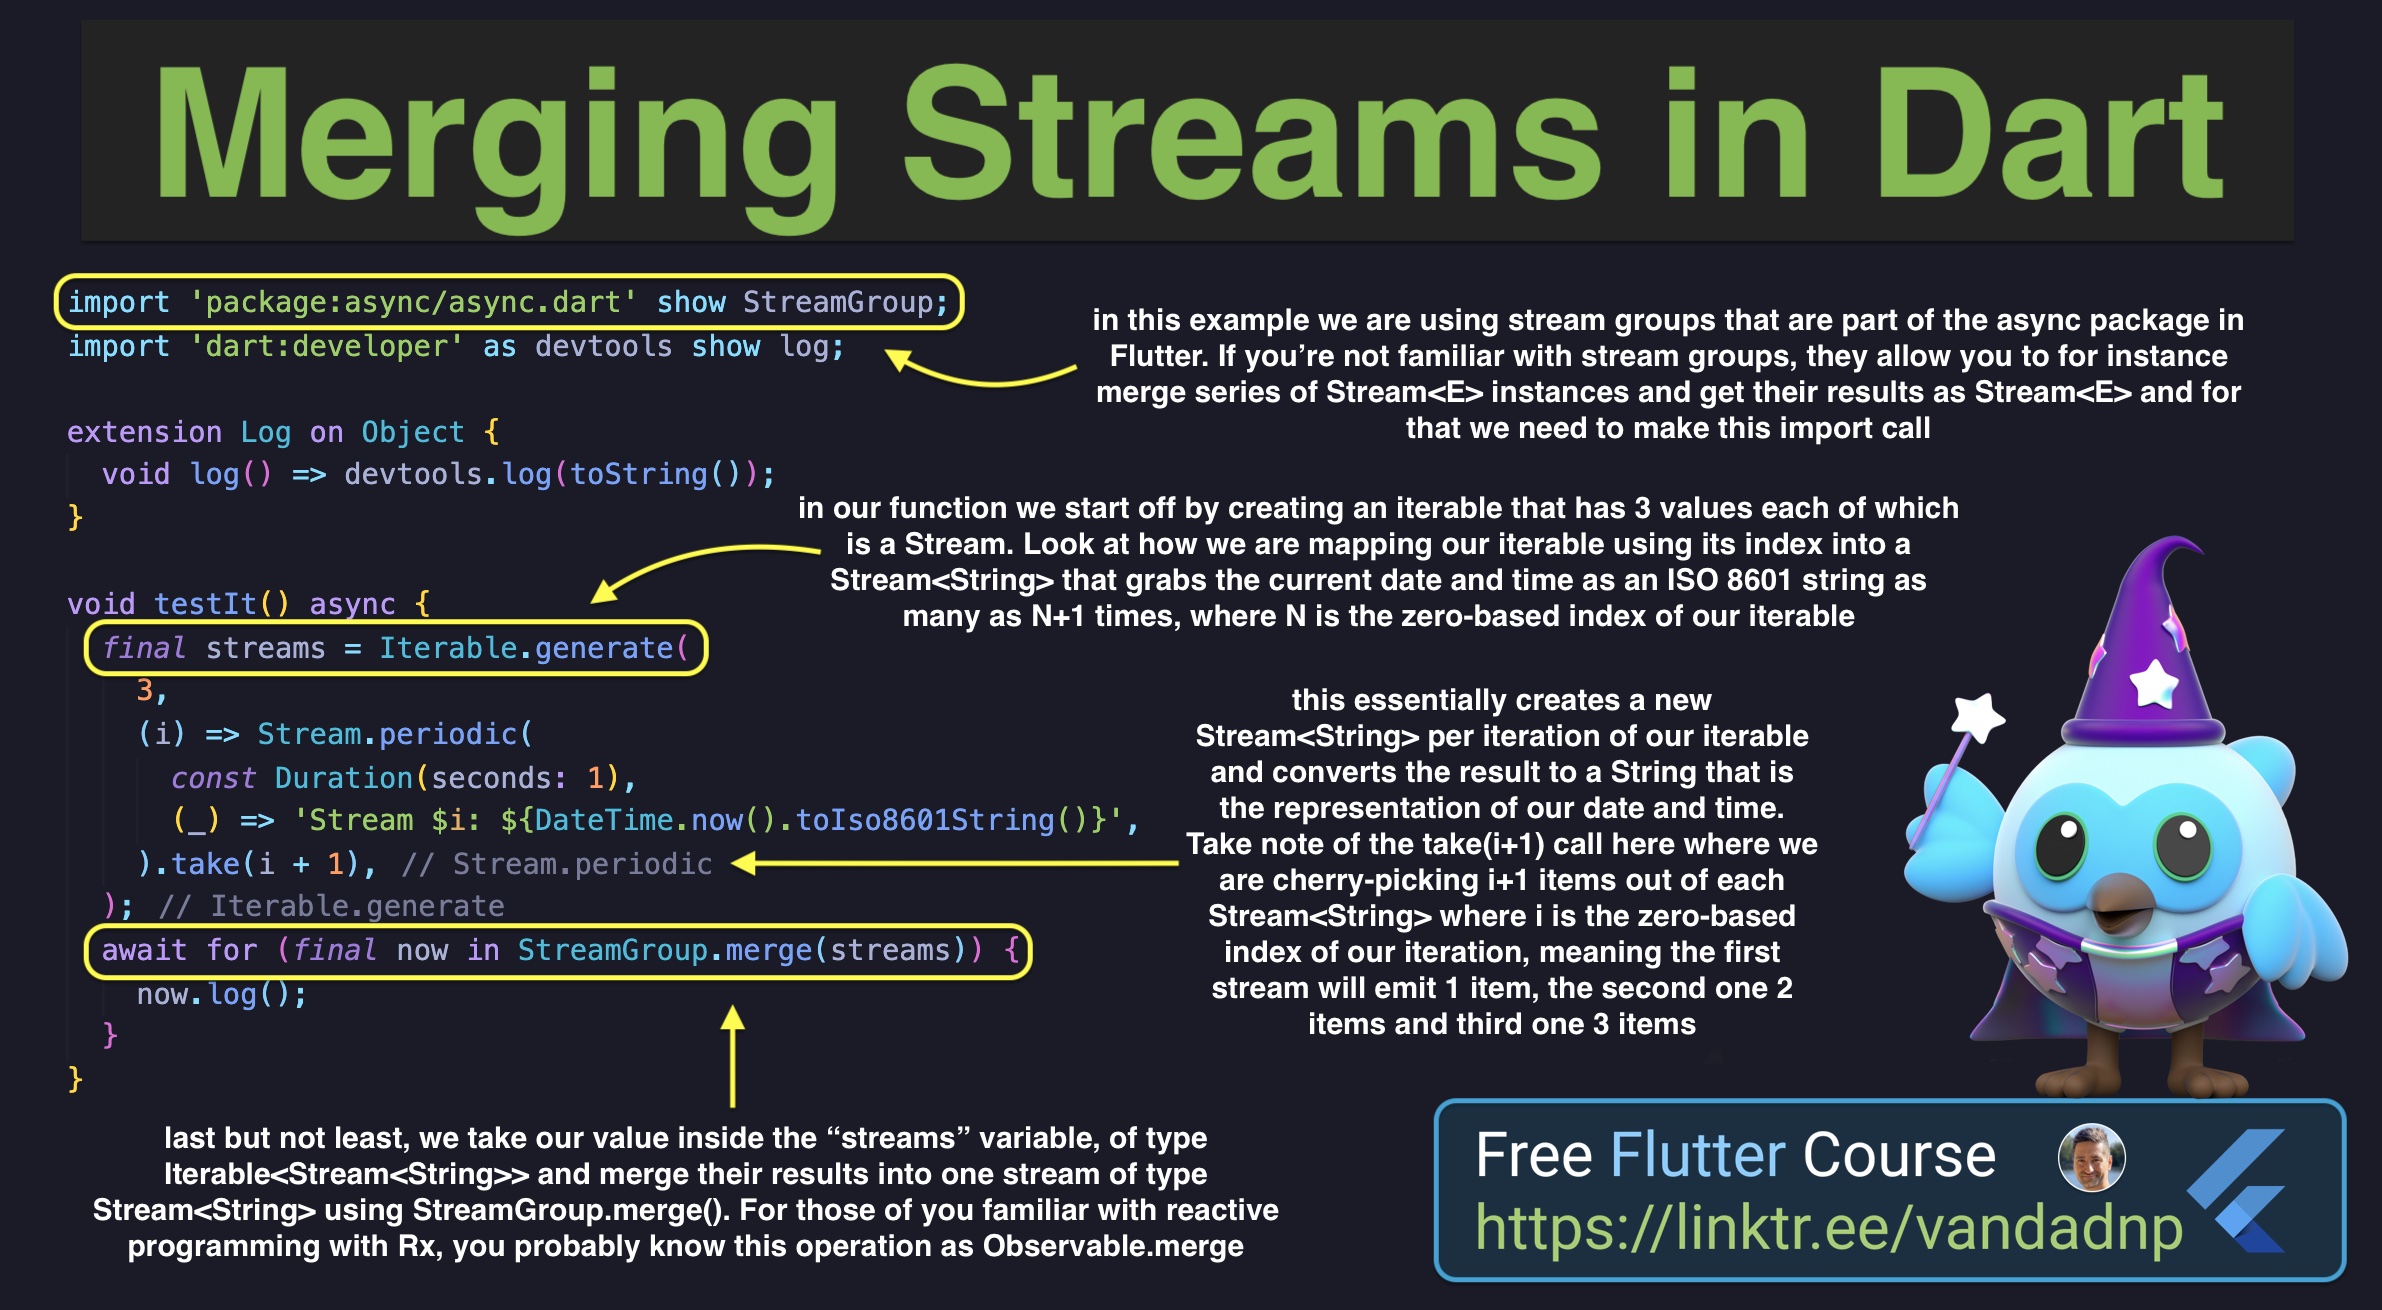 Merging Streams in Dart
import 'package:async/async.dart' show StreamGroup;
import 'dart:developer' as devtools show log;
in this example we are using stream groups that are part of the async package in
Flutter. If you’re not familiar with stream groups, they allow you to for instance
merge series of Stream<E> instances and get their results as Stream<E> and for
that we need to make this import call
extension Log on Object {
  void log() => devtools.log(toString());
}
in our function we start off by creating an iterable that has 3 values each of which
is a Stream. Look at how we are mapping our iterable using its index into a
Stream<String> that grabs the current date and time as an ISO 8601 string as
many as N+1 times, where N is the zero-based index of our iterable
void testIt() async {
  final streams = Iterable.generate(
    3,
    (i) => Stream.periodic(
      const Duration(seconds: 1),
      (_) => 'Stream $i: ${DateTime.now().toIso8601String()}',
    ).take(i + 1), // Stream.periodic
  ); // Iterable.generate
  await for (final now in StreamGroup.merge(streams)) {
    now.log();
  }
}
this essentially creates a new
Stream<String> per iteration of our iterable
and converts the result to a String that is
the representation of our date and time.
Take note of the take(i+1) call here where we
are cherry-picking i+1 items out of each
Stream<String> where i is the zero-based
index of our iteration, meaning the first
stream will emit 1 item, the second one 2
items and third one 3 items
last but not least, we take our value inside the “streams” variable, of type
Iterable<Stream<String>> and merge their results into one stream of type
Stream<String> using StreamGroup.merge(). For those of you familiar with reactive
programming with Rx, you probably know this operation as Observable.merge
Free Flutter Course
https://linktr.ee/vandadnp